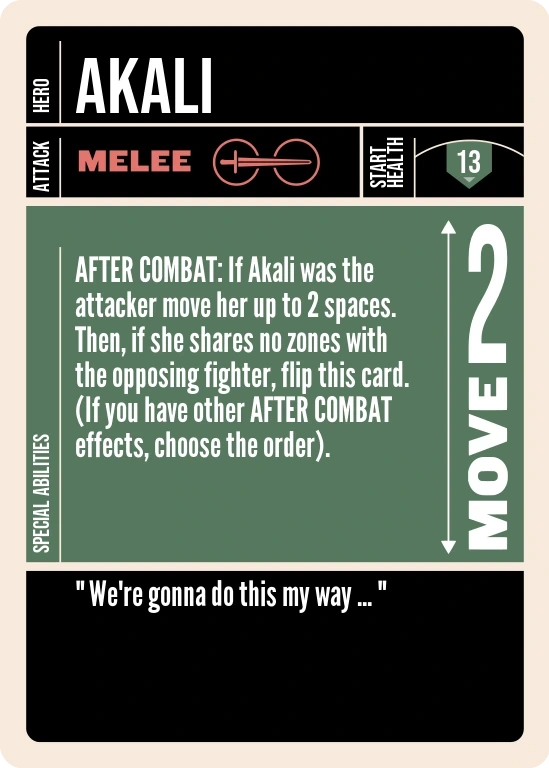 HERO
AKALI
ATTACK
MELEE
START
HEALTH
13
SPECIAL ABILITIES
AFTER COMBAT: If Akali was the
attacker move her up to 2 spaces.
Then, if she shares no zones with
the opposing fighter, flip this card.
(If you have other AFTER COMBAT
effects, choose the order).
MOVE 2
" We're gonna do this my way ... "